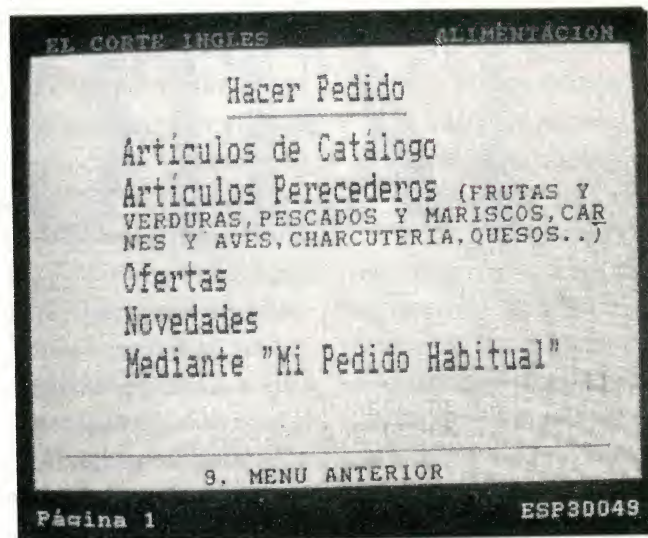 EL CORTE INGLES ALIMENTACION
Hacer Pedido
Artículos de Catálogo
Artículos Perecederos (FRUTAS Y
VERDURAS,PESCADOS Y MARISCOS,CAR
NES Y AVES,CHARCUTERIA,QUESOS..)
Ofertas
Novedades
Mediante "Mi Pedido Habitual"
9. MENU ANTERIOR
Página 1 ESP30049